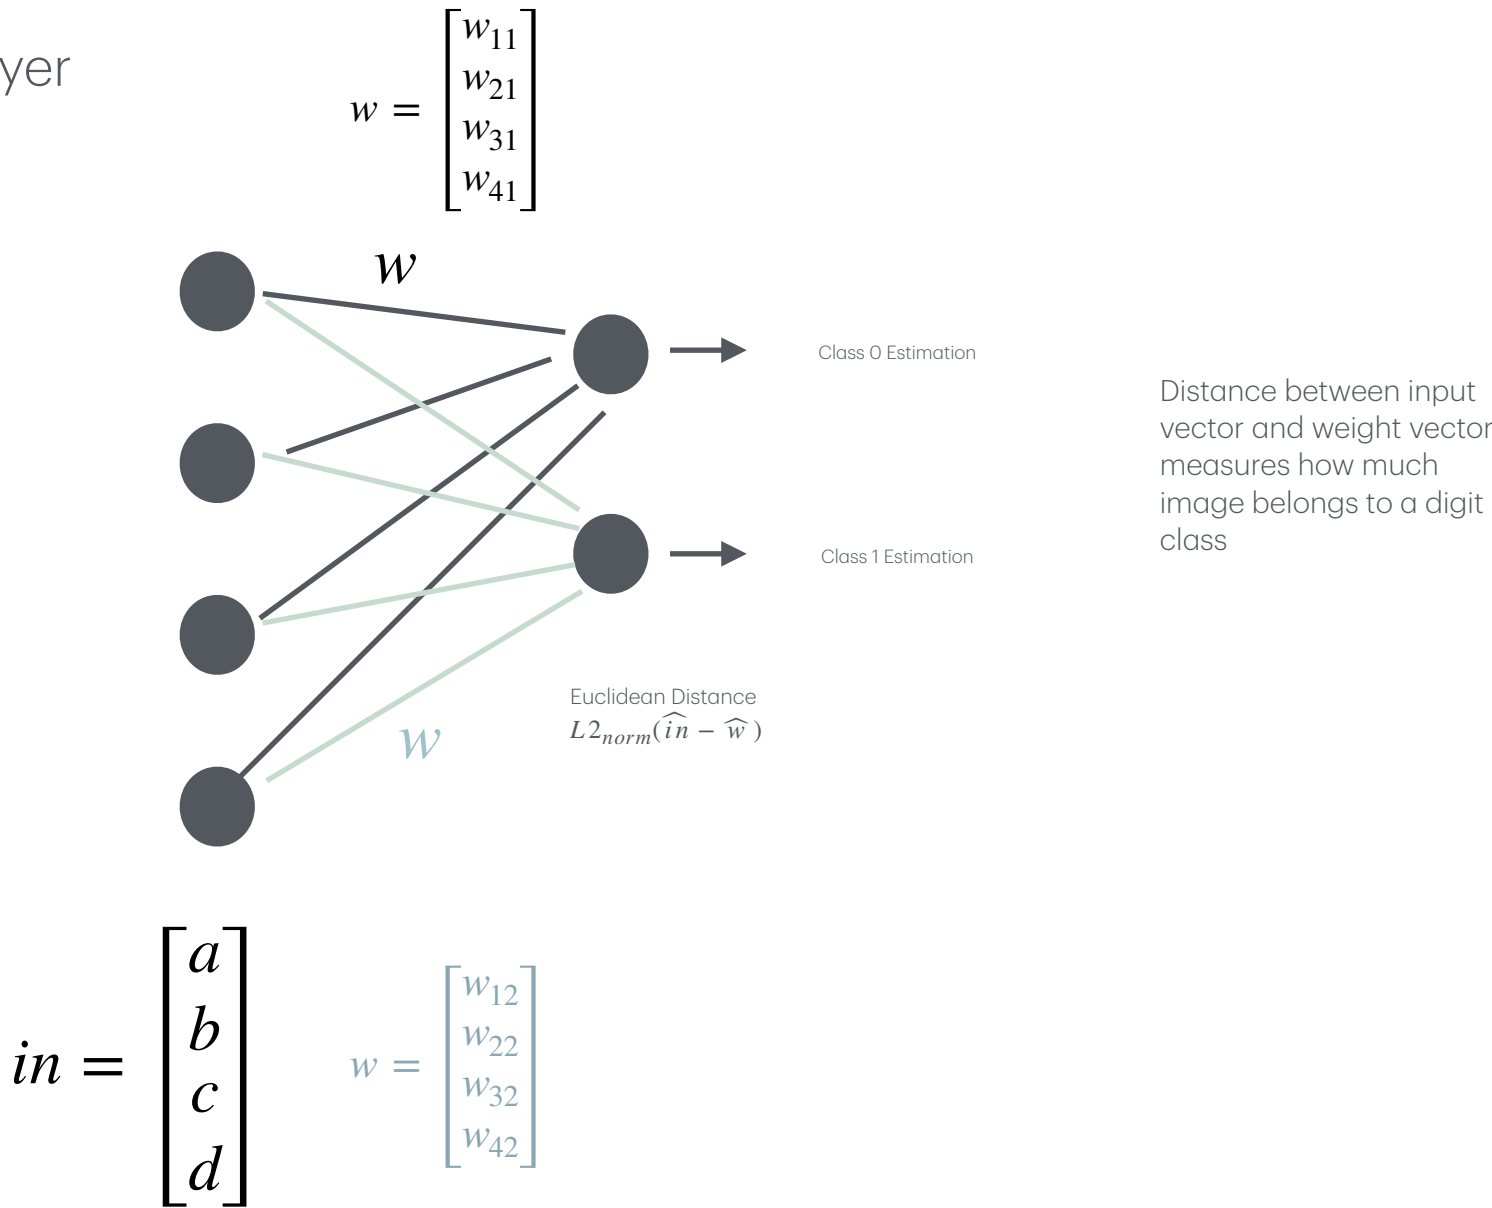 yer
w =
w11
w21
w31
w41
w
Class 0 Estimation
Distance between input
vector and weight vector
measures how much
image belongs to a digit
class
Class 1 Estimation
Euclidean Distance
L2norm(în − ŵ )
w
in =
a
b
c
d
w =
w12
w22
w32
w42